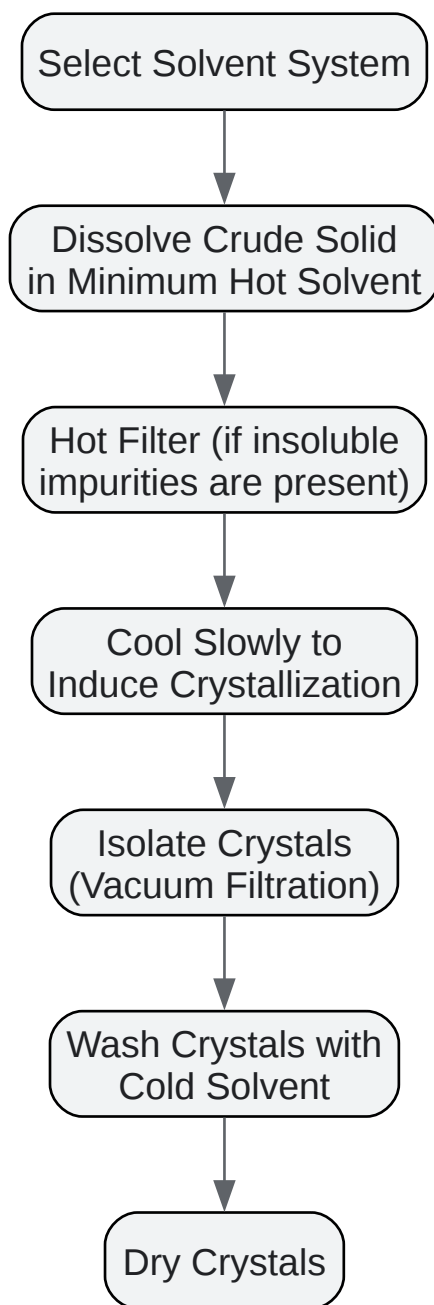 Select Solvent System
Dissolve Crude Solid
in Minimum Hot Solvent
Hot Filter (if insoluble
impurities are present)
Cool Slowly to
Induce Crystallization
Isolate Crystals
(Vacuum Filtration)
Wash Crystals with
Cold Solvent
Dry Crystals